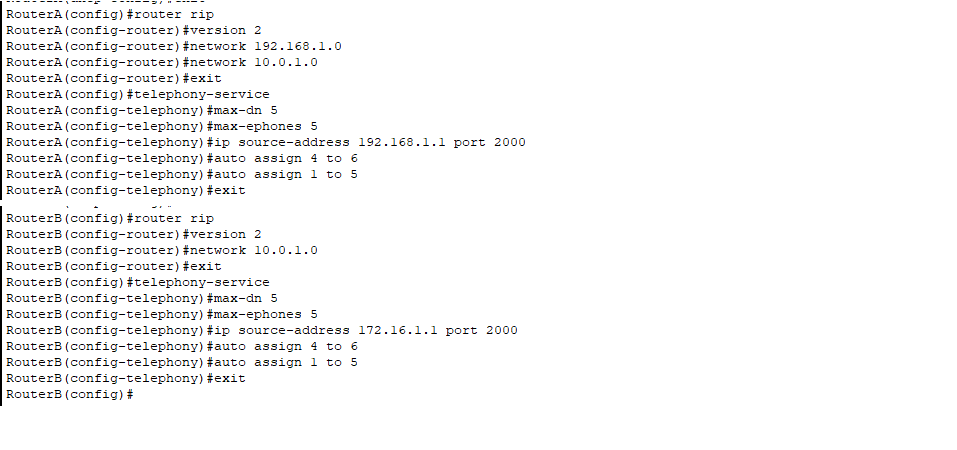 RouterA(config)#router rip
RouterA(config-router)#version 2
RouterA(config-router)#network 192.168.1.0
RouterA(config-router)#network 10.0.1.0
RouterA(config-router)#exit
RouterA(config)#telephony-service
RouterA(config-telephony)#max-dn 5
RouterA(config-telephony)#max-ephones 5
RouterA(config-telephony)#ip source-address 192.168.1.1 port 2000
RouterA(config-telephony)#auto assign 4 to 6
RouterA(config-telephony)#auto assign 1 to 5
RouterA(config-telephony)#exit
RouterB(config)#router rip
RouterB(config-router)#version 2
RouterB(config-router)#network 10.0.1.0
RouterB(config-router)#exit
RouterB(config)#telephony-service
RouterB(config-telephony)#max-dn 5
RouterB(config-telephony)#max-ephones 5
RouterB(config-telephony)#ip source-address 172.16.1.1 port 2000
RouterB(config-telephony)#auto assign 4 to 6
RouterB(config-telephony)#auto assign 1 to 5
RouterB(config-telephony)#exit
RouterB(config)#